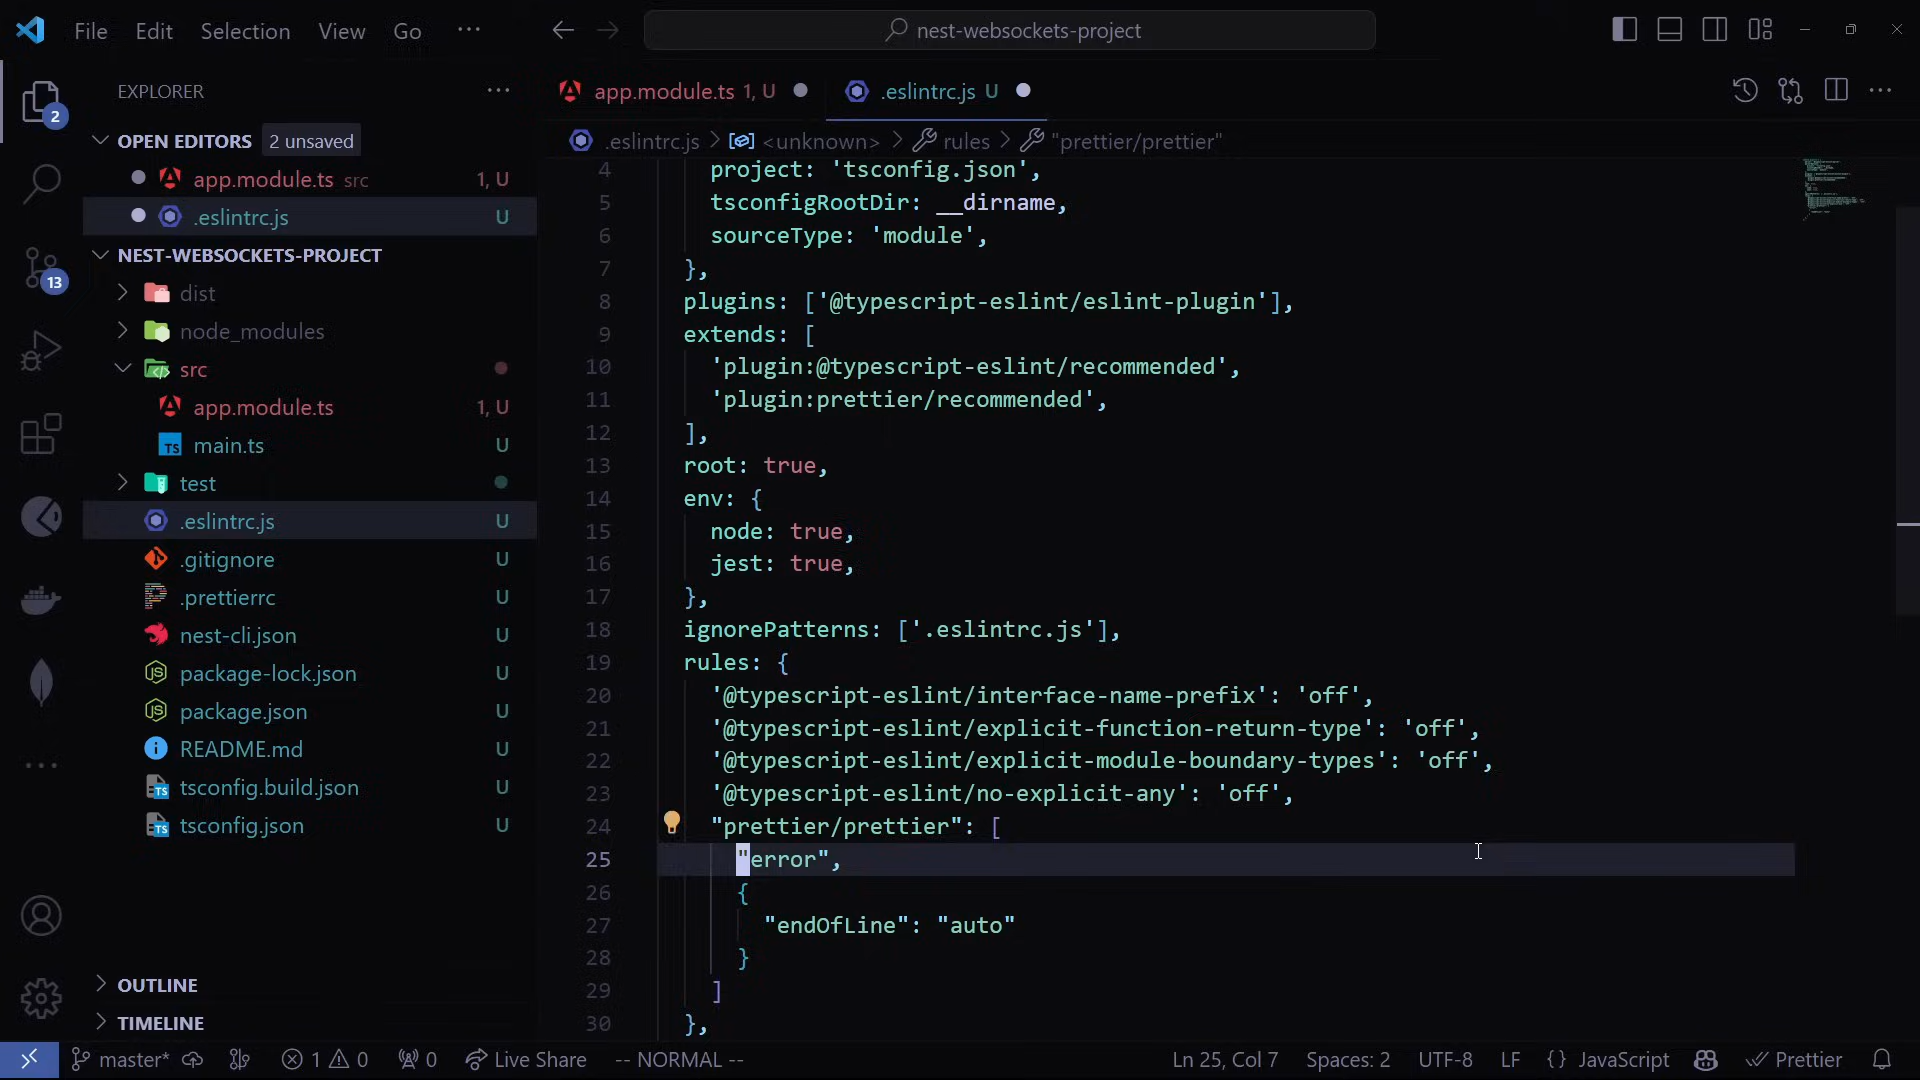 File Edit Selection View Go ···
nest-websockets-project
EXPLORER
OPEN EDITORS 2 unsaved
app.module.ts src 1, U
.eslintrc.js U
NEST-WEBSOCKETS-PROJECT
dist
node_modules
src
app.module.ts 1, U
main.ts U
test
.eslintrc.js U
.gitignore U
.prettierrc U
nest-cli.json U
package-lock.json U
package.json U
README.md U
tsconfig.build.json U
tsconfig.json U
OUTLINE
TIMELINE
2
13
app.module.ts 1, U
.eslintrc.js U
.eslintrc.js > <unknown> > rules > "prettier/prettier"
4 project: 'tsconfig.json',
5 tsconfigRootDir: __dirname,
6 sourceType: 'module',
7 },
8 plugins: ['@typescript-eslint/eslint-plugin'],
9 extends: [
10 'plugin:@typescript-eslint/recommended',
11 'plugin:prettier/recommended',
12 ],
13 root: true,
14 env: {
15 node: true,
16 jest: true,
17 },
18 ignorePatterns: ['.eslintrc.js'],
19 rules: {
20 '@typescript-eslint/interface-name-prefix': 'off',
21 '@typescript-eslint/explicit-function-return-type': 'off',
22 '@typescript-eslint/explicit-module-boundary-types': 'off',
23 '@typescript-eslint/no-explicit-any': 'off',
24 "prettier/prettier": [
25 "error",
26 {
27 "endOfLine": "auto"
28 }
29 ]
30 },
master* 1 0 0 Live Share -- NORMAL -- Ln 25, Col 7 Spaces: 2 UTF-8 LF {} JavaScript Prettier